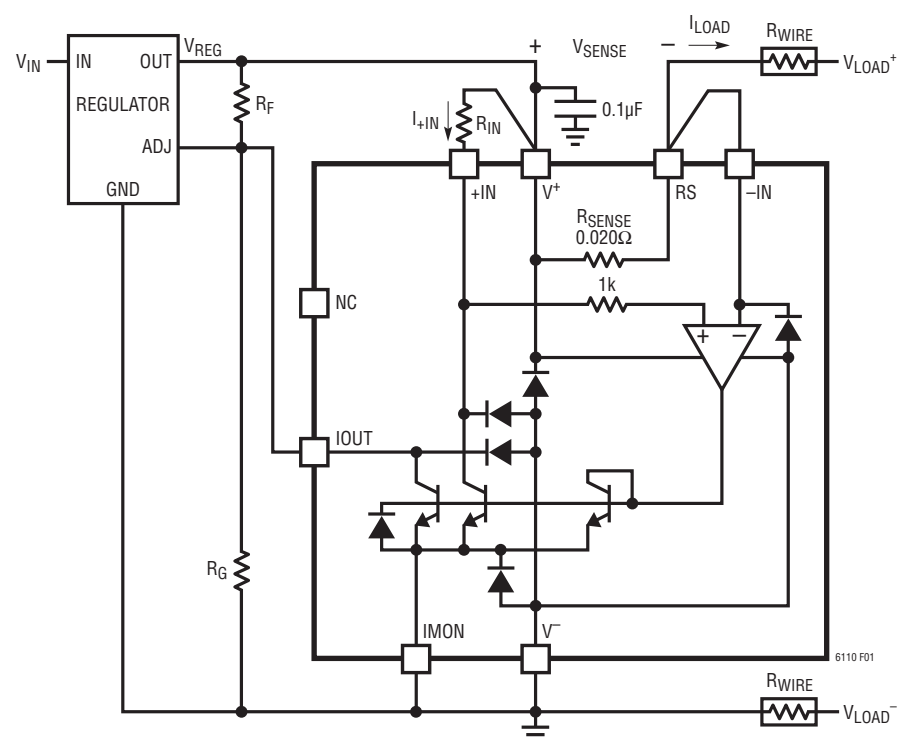 I_LOAD
V_REG
+ V_SENSE −
R_WIRE
V_IN
IN OUT
V_LOAD^+
REGULATOR
R_F
I_+IN
R_IN
0.1µF
ADJ
GND
+IN
V^+
RS
−IN
R_SENSE
0.020Ω
1k
NC
+ −
IOUT
R_G
IMON
V^−
6110 F01
R_WIRE
V_LOAD^−